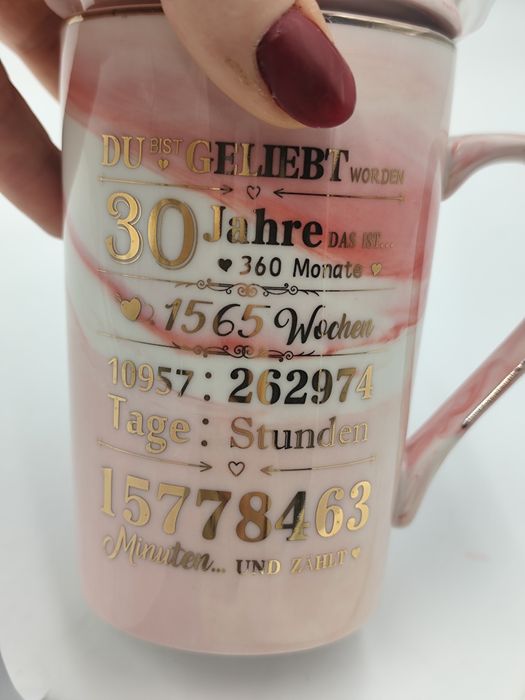 DU BIST GELIEBT WORDEN
30 Jahre DAS IST...
360 Monate
1565 Wochen
10957 : 262974
Tage : Stunden
15778463
Minuten... UND ZÄHLT